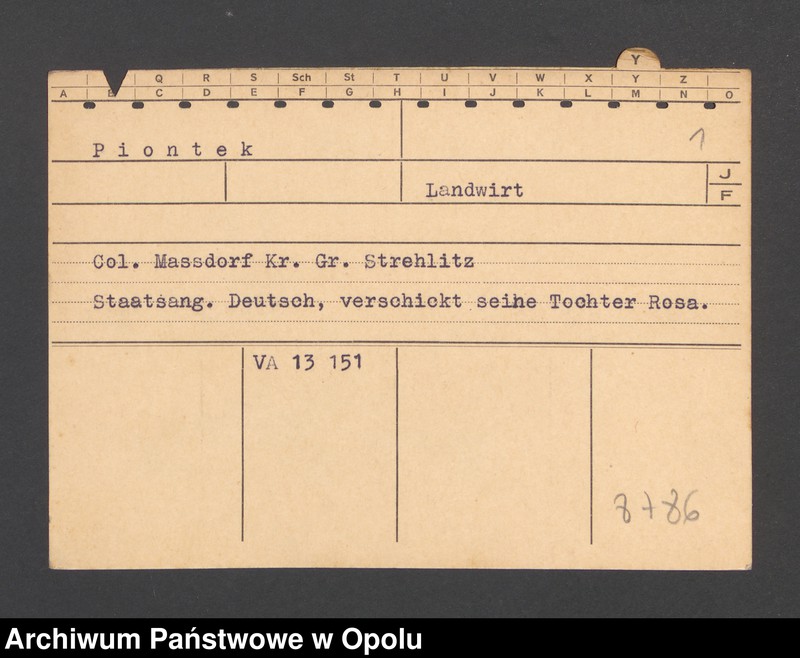 Y
Q R S Sch St T U V W X Y Z
A C D E F G H I J K L M N O
1
Piontek
Landwirt
J
F
Col. Massdorf Kr. Gr. Strehlitz
Staatsang. Deutsch, verschickt seine Tochter Rosa.
VA 13 151
Archiwum Państwowe w Opolu